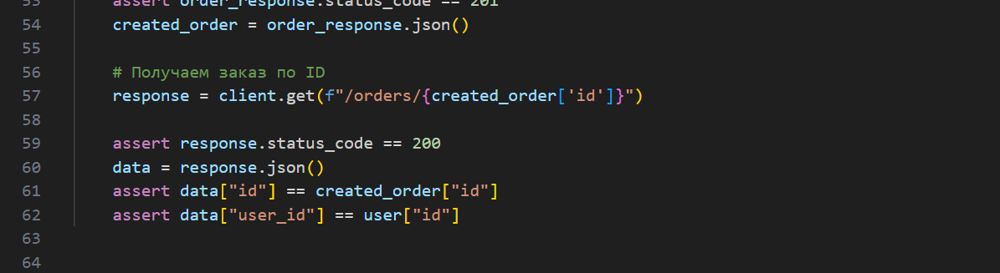 53 assert order_response.status_code == 201
54 created_order = order_response.json()
55
56 # Получаем заказ по ID
57 response = client.get(f"/orders/{created_order['id']}")
58
59 assert response.status_code == 200
60 data = response.json()
61 assert data["id"] == created_order["id"]
62 assert data["user_id"] == user["id"]
63
64